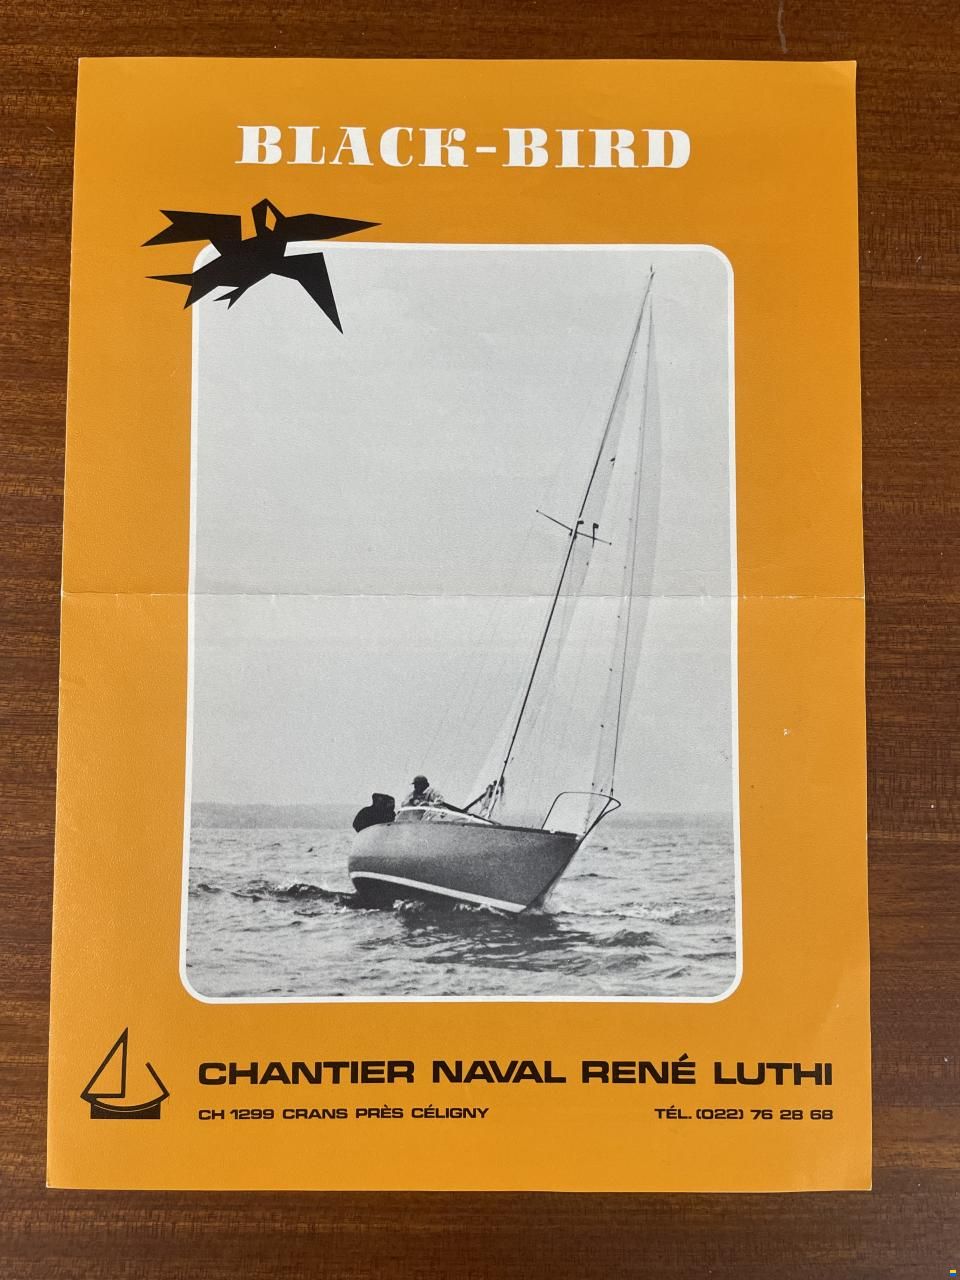 BLACK-BIRD
CHANTIER NAVAL RENÉ LUTHI
CH 1299 CRANS PRÈS CÉLIGNY
TÉL. (022) 76 28 68